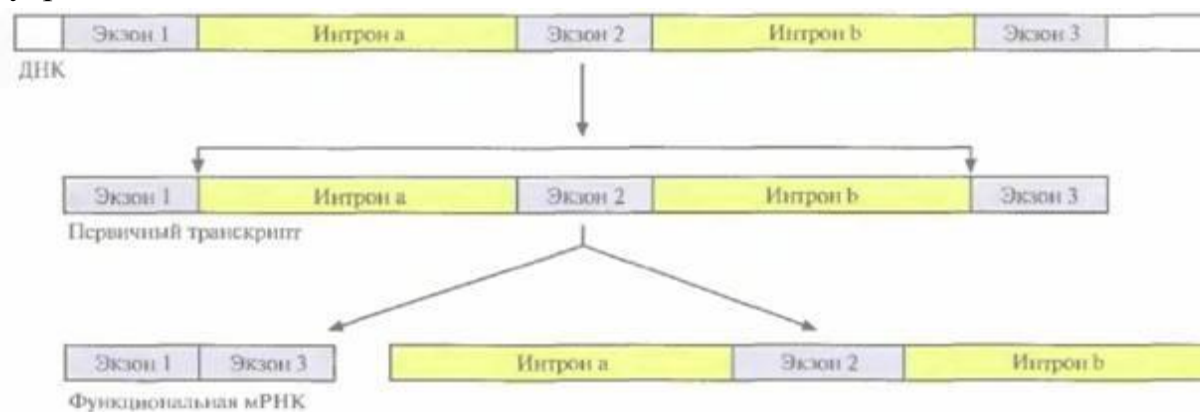 Экзон 1 Интрон a Экзон 2 Интрон b Экзон 3
ДНК
Экзон 1 Интрон a Экзон 2 Интрон b Экзон 3
Первичный транскрипт
Экзон 1 Экзон 3 Интрон a Экзон 2 Интрон b
Функциональная мРНК